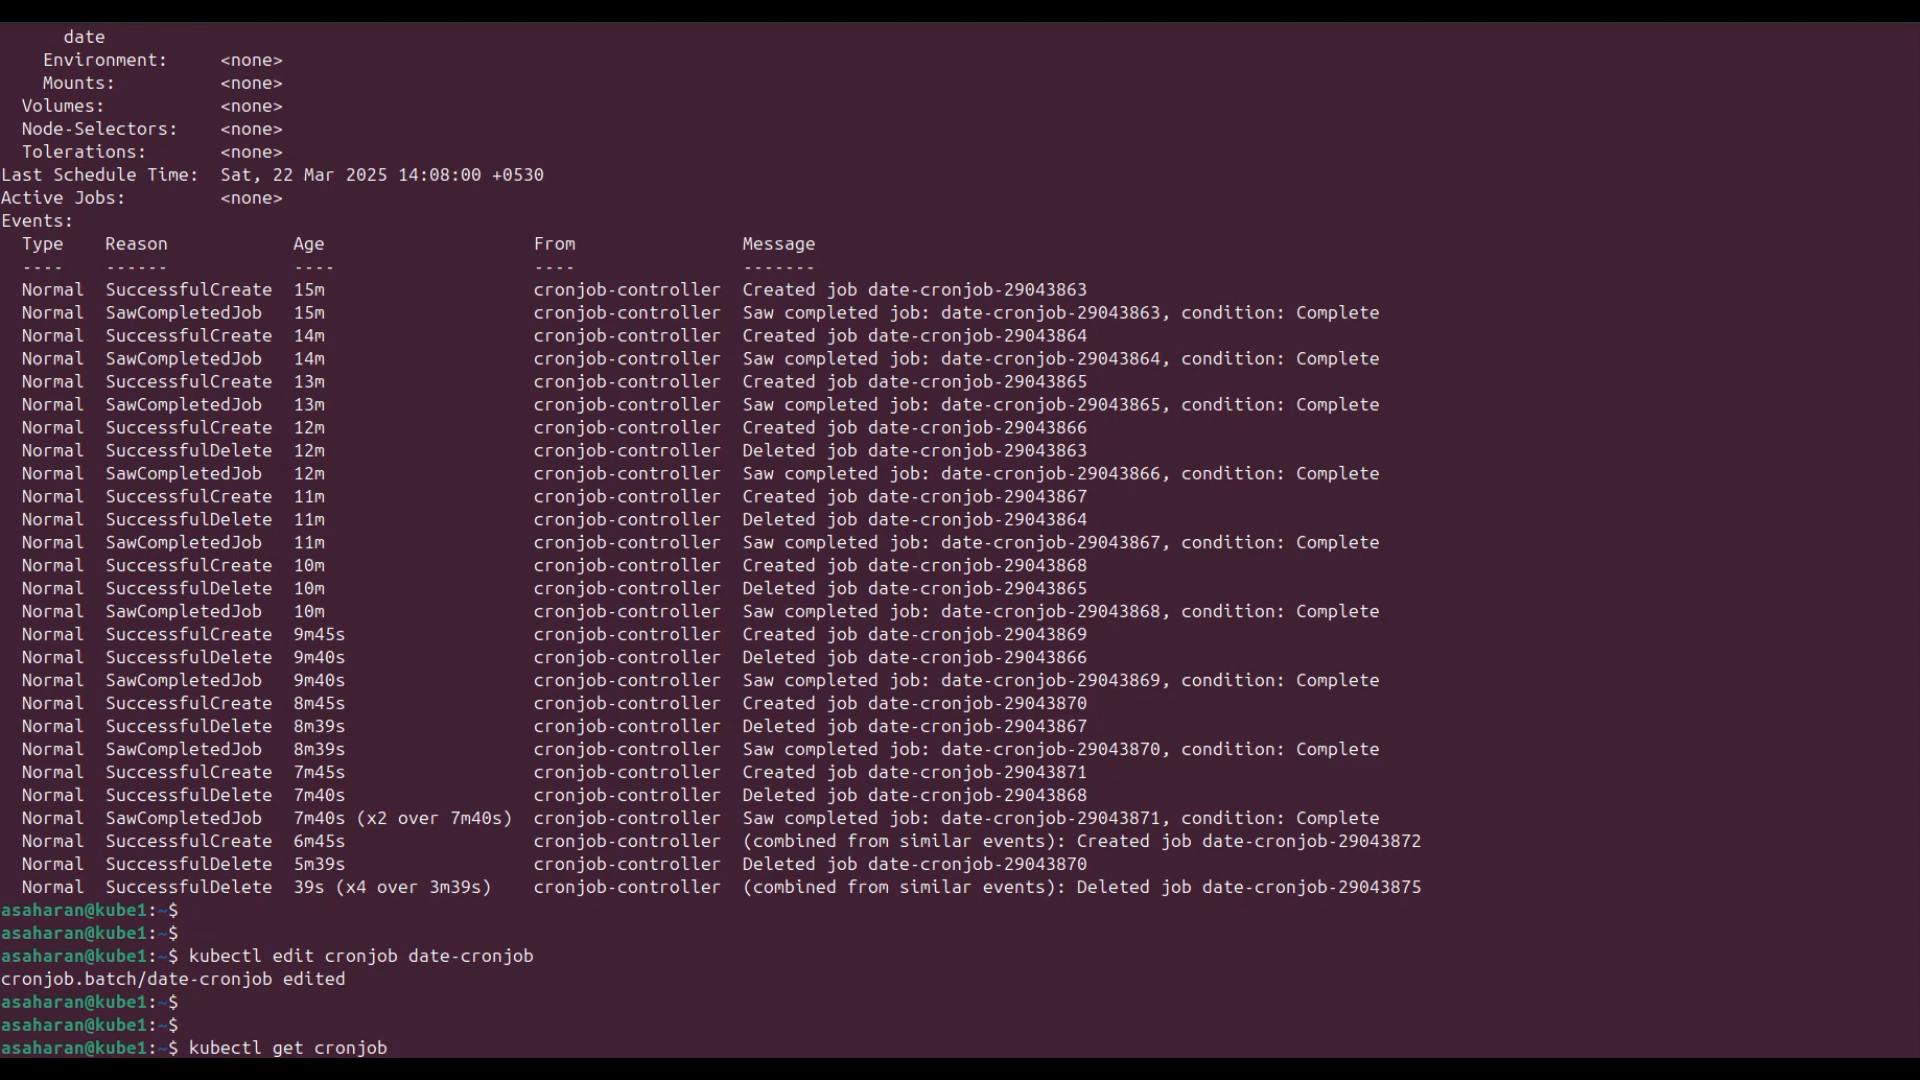 date
Environment: <none>
Mounts: <none>
Volumes: <none>
Node-Selectors: <none>
Tolerations: <none>
Last Schedule Time: Sat, 22 Mar 2025 14:08:00 +0530
Active Jobs: <none>
Events:
Type Reason Age From Message
---- ------ ---- ---- -------
Normal SuccessfulCreate 15m cronjob-controller Created job date-cronjob-29043863
Normal SawCompletedJob 15m cronjob-controller Saw completed job: date-cronjob-29043863, condition: Complete
Normal SuccessfulCreate 14m cronjob-controller Created job date-cronjob-29043864
Normal SawCompletedJob 14m cronjob-controller Saw completed job: date-cronjob-29043864, condition: Complete
Normal SuccessfulCreate 13m cronjob-controller Created job date-cronjob-29043865
Normal SawCompletedJob 13m cronjob-controller Saw completed job: date-cronjob-29043865, condition: Complete
Normal SuccessfulCreate 12m cronjob-controller Created job date-cronjob-29043866
Normal SuccessfulDelete 12m cronjob-controller Deleted job date-cronjob-29043863
Normal SawCompletedJob 12m cronjob-controller Saw completed job: date-cronjob-29043866, condition: Complete
Normal SuccessfulCreate 11m cronjob-controller Created job date-cronjob-29043867
Normal SuccessfulDelete 11m cronjob-controller Deleted job date-cronjob-29043864
Normal SawCompletedJob 11m cronjob-controller Saw completed job: date-cronjob-29043867, condition: Complete
Normal SuccessfulCreate 10m cronjob-controller Created job date-cronjob-29043868
Normal SuccessfulDelete 10m cronjob-controller Deleted job date-cronjob-29043865
Normal SawCompletedJob 10m cronjob-controller Saw completed job: date-cronjob-29043868, condition: Complete
Normal SuccessfulCreate 9m45s cronjob-controller Created job date-cronjob-29043869
Normal SuccessfulDelete 9m40s cronjob-controller Deleted job date-cronjob-29043866
Normal SawCompletedJob 9m40s cronjob-controller Saw completed job: date-cronjob-29043869, condition: Complete
Normal SuccessfulCreate 8m45s cronjob-controller Created job date-cronjob-29043870
Normal SuccessfulDelete 8m39s cronjob-controller Deleted job date-cronjob-29043867
Normal SawCompletedJob 8m39s cronjob-controller Saw completed job: date-cronjob-29043870, condition: Complete
Normal SuccessfulCreate 7m45s cronjob-controller Created job date-cronjob-29043871
Normal SuccessfulDelete 7m40s cronjob-controller Deleted job date-cronjob-29043868
Normal SawCompletedJob 7m40s (x2 over 7m40s) cronjob-controller Saw completed job: date-cronjob-29043871, condition: Complete
Normal SuccessfulCreate 6m45s cronjob-controller (combined from similar events): Created job date-cronjob-29043872
Normal SuccessfulDelete 5m39s cronjob-controller Deleted job date-cronjob-29043870
Normal SuccessfulDelete 39s (x4 over 3m39s) cronjob-controller (combined from similar events): Deleted job date-cronjob-29043875
asaharan@kube1:~$
asaharan@kube1:~$
asaharan@kube1:~$ kubectl edit cronjob date-cronjob
cronjob.batch/date-cronjob edited
asaharan@kube1:~$
asaharan@kube1:~$
asaharan@kube1:~$ kubectl get cronjob